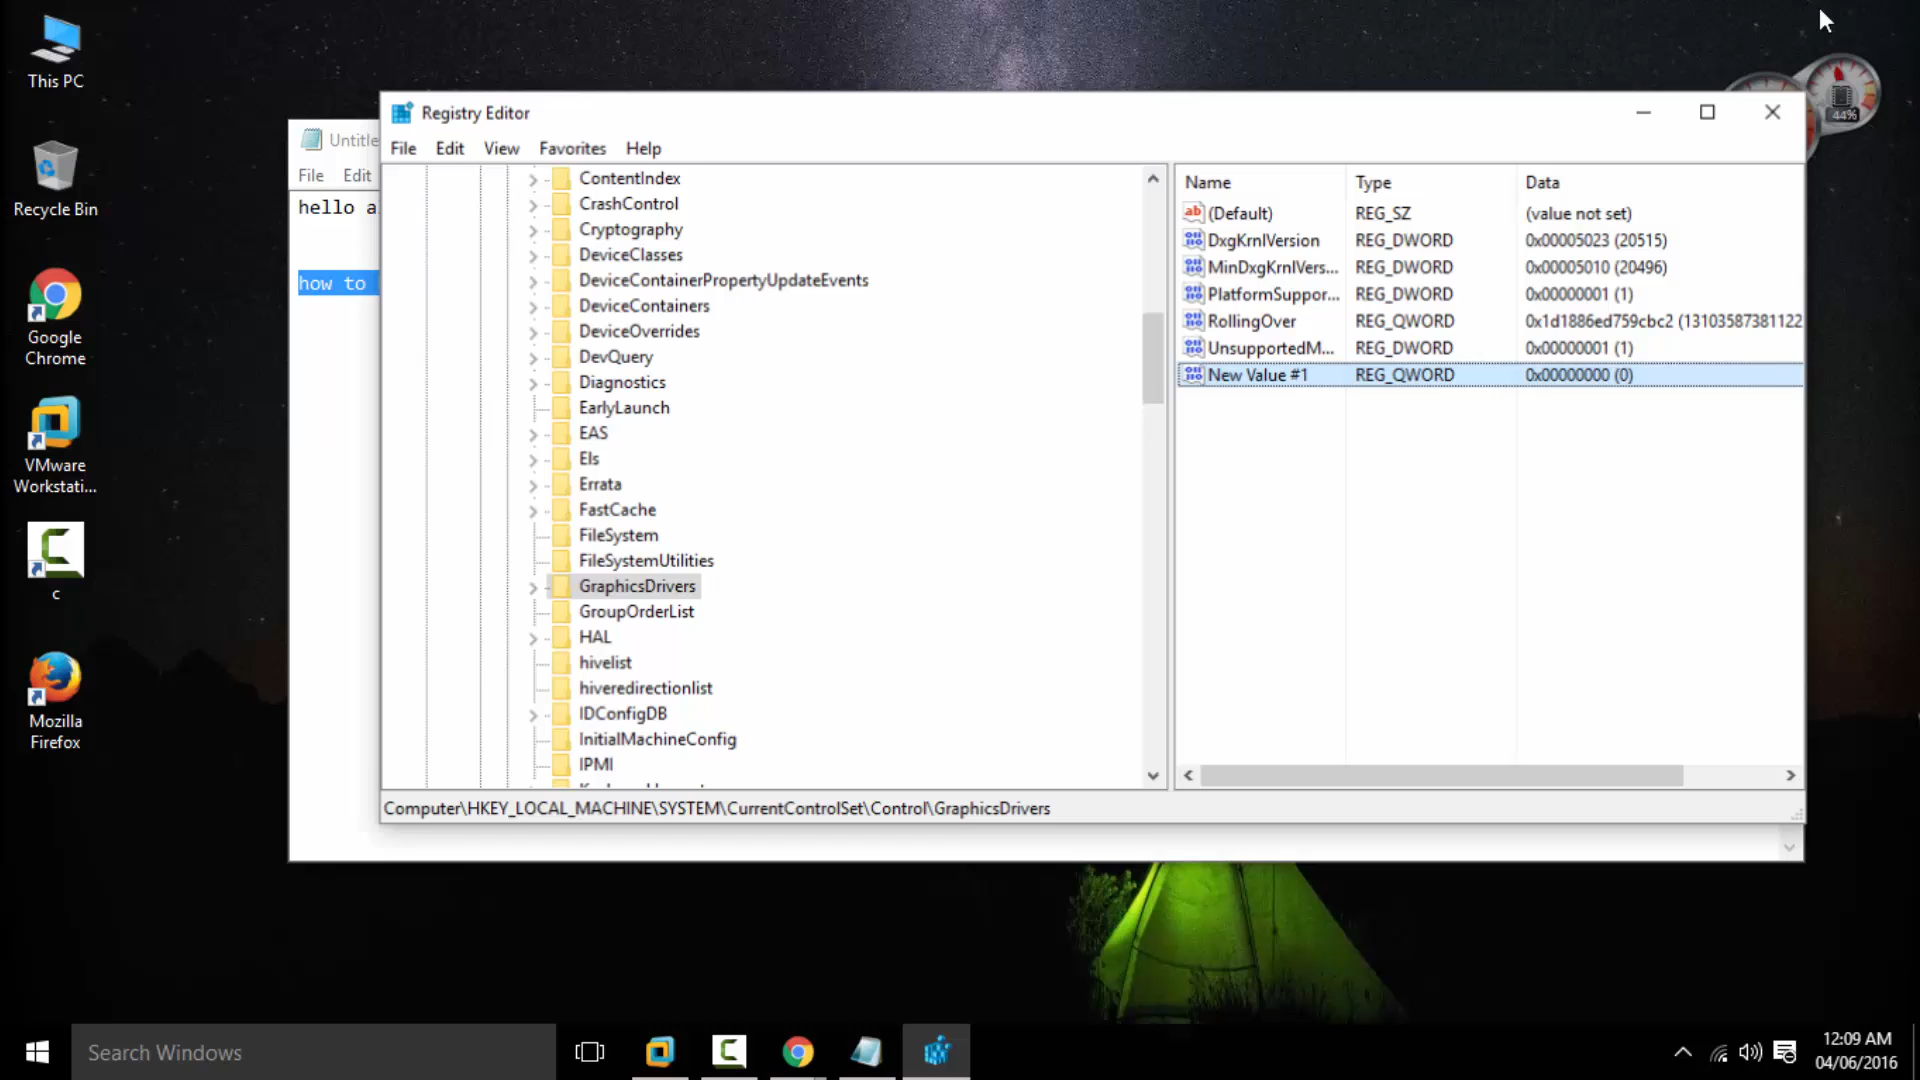 This PC
Recycle Bin
Google
Chrome
VMware
Workstati...
c
Mozilla
Firefox
Untitle
File Edit
hello a
how to
Registry Editor
File Edit View Favorites Help
ContentIndex
CrashControl
Cryptography
DeviceClasses
DeviceContainerPropertyUpdateEvents
DeviceContainers
DeviceOverrides
DevQuery
Diagnostics
EarlyLaunch
EAS
Els
Errata
FastCache
FileSystem
FileSystemUtilities
GraphicsDrivers
GroupOrderList
HAL
hivelist
hiveredirectionlist
IDConfigDB
InitialMachineConfig
IPMI
Name Type Data
ab (Default) REG_SZ (value not set)
DxgKrnlVersion REG_DWORD 0x00005023 (20515)
MinDxgKrnlVers... REG_DWORD 0x00005010 (20496)
PlatformSuppor... REG_DWORD 0x00000001 (1)
RollingOver REG_QWORD 0x1d1886ed759cbc2 (13103587381122
UnsupportedM... REG_DWORD 0x00000001 (1)
New Value #1 REG_QWORD 0x00000000 (0)
Computer\HKEY_LOCAL_MACHINE\SYSTEM\CurrentControlSet\Control\GraphicsDrivers
44%
Search Windows
12:09 AM
04/06/2016